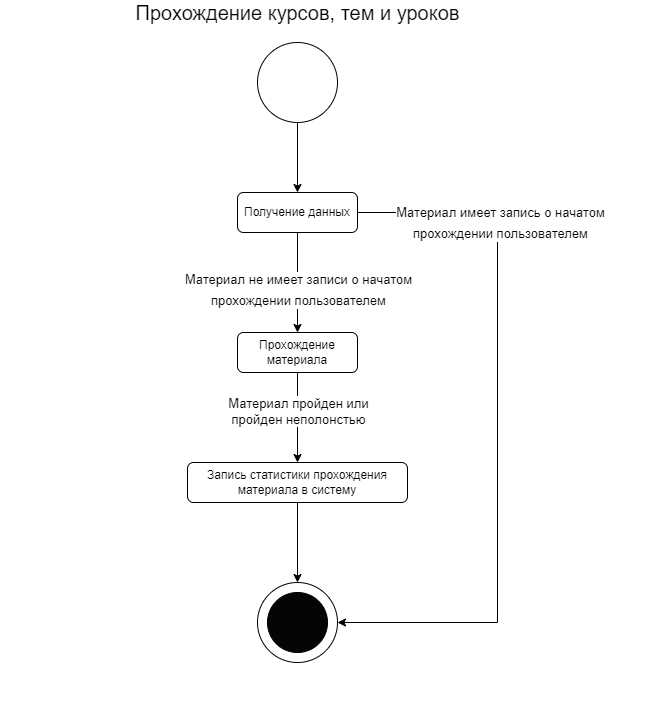 Прохождение курсов, тем и уроков
Получение данных
Материал имеет запись о начатом
прохождении пользователем
Материал не имеет записи о начатом
прохождении пользователем
Прохождение
материала
Материал пройден или
пройден неполонстью
Запись статистики прохождения
материала в систему